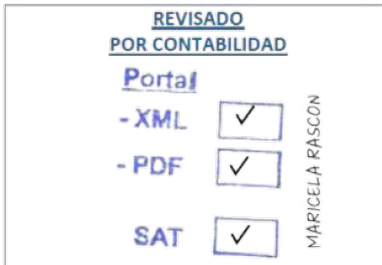 REVISADO
POR CONTABILIDAD
Portal
- XML ✓
- PDF ✓
SAT ✓
MARICELA RASCON